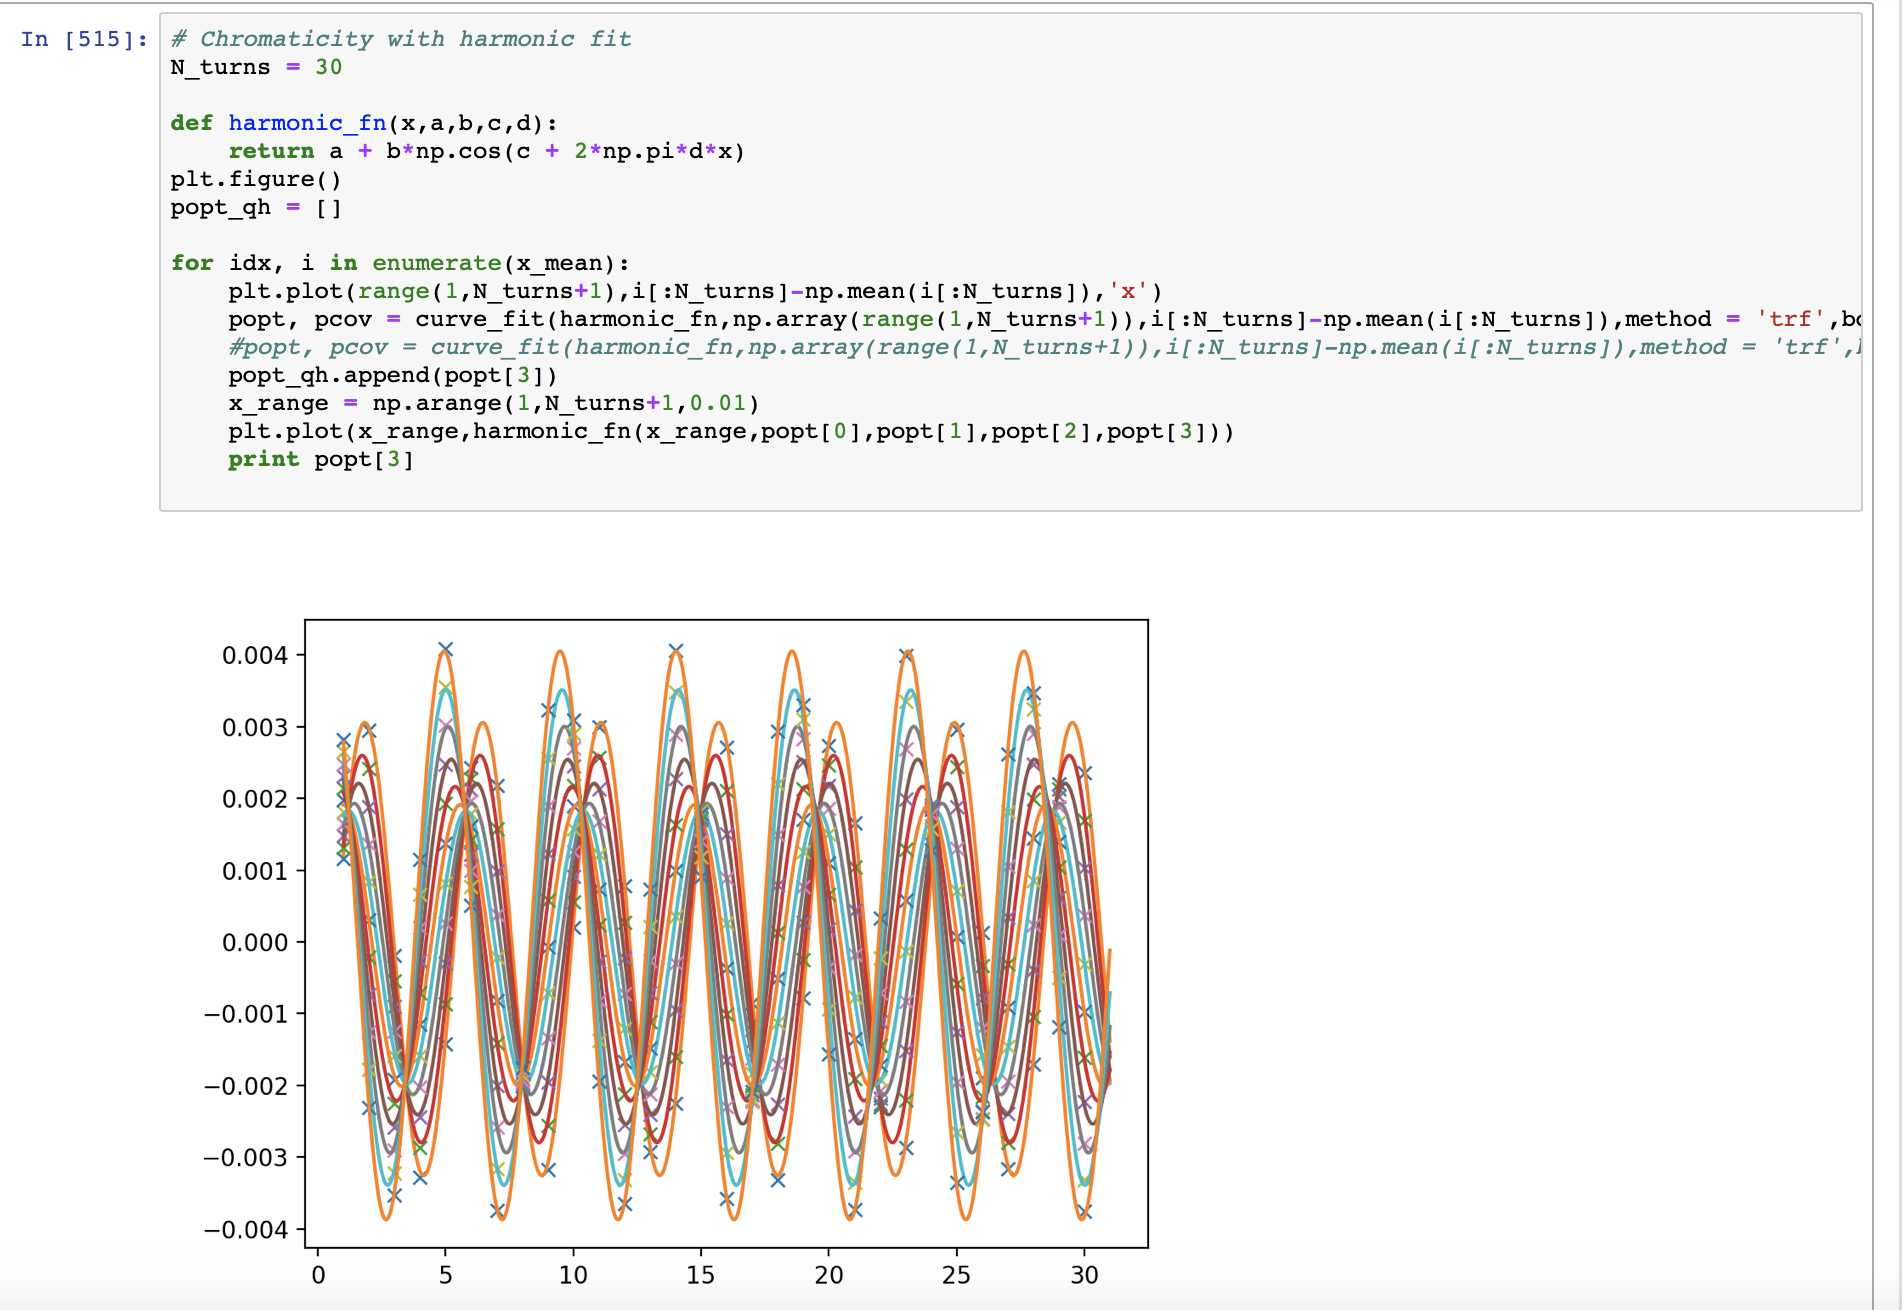 In [515]:
# Chromaticity with harmonic fit
N_turns = 30
def harmonic_fn(x,a,b,c,d):
    return a + b*np.cos(c + 2*np.pi*d*x)
plt.figure()
popt_qh = []
for idx, i in enumerate(x_mean):
    plt.plot(range(1,N_turns+1),i[:N_turns]-np.mean(i[:N_turns]),'x')
    popt, pcov = curve_fit(harmonic_fn,np.array(range(1,N_turns+1)),i[:N_turns]-np.mean(i[:N_turns]),method = 'trf',
    #popt, pcov = curve_fit(harmonic_fn,np.array(range(1,N_turns+1)),i[:N_turns]-np.mean(i[:N_turns]),method = 'trf',
    popt_qh.append(popt[3])
    x_range = np.arange(1,N_turns+1,0.01)
    plt.plot(x_range,harmonic_fn(x_range,popt[0],popt[1],popt[2],popt[3]))
    print popt[3]
0.004
0.003
0.002
0.001
0.000
−0.001
−0.002
−0.003
−0.004
0 5 10 15 20 25 30